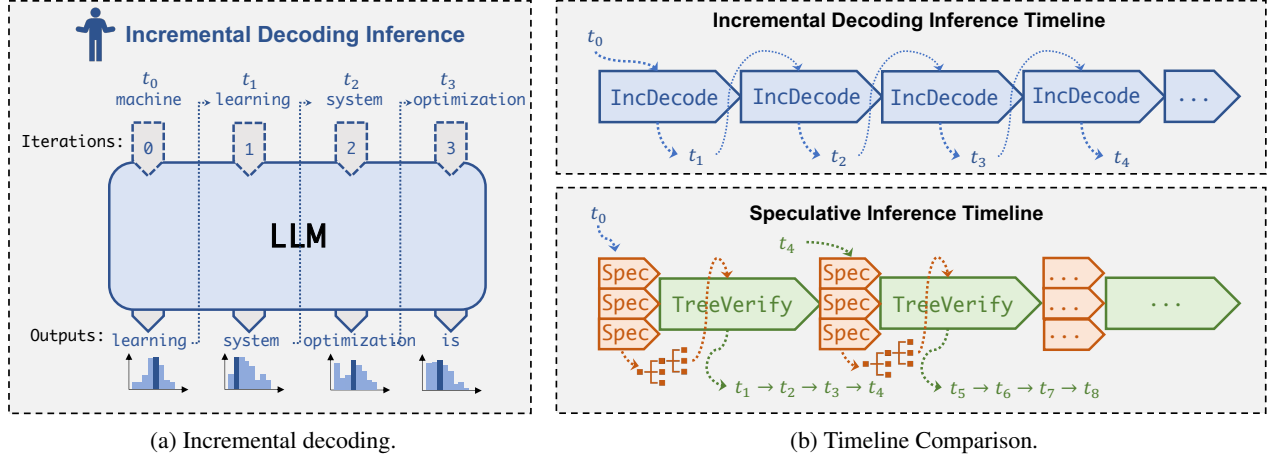 Incremental Decoding Inference
t₀ t₁ t₂ t₃
machine learning system optimization
Iterations: 0 1 2 3
LLM
Outputs: learning system optimization is
(a) Incremental decoding.
Incremental Decoding Inference Timeline
t₀
IncDecode IncDecode IncDecode IncDecode ...
t₁ t₂ t₃ t₄
Speculative Inference Timeline
t₀ t₄
Spec Spec ...
Spec TreeVerify Spec TreeVerify ... ...
Spec Spec ...
t₁ → t₂ → t₃ → t₄ t₅ → t₆ → t₇ → t₈
(b) Timeline Comparison.